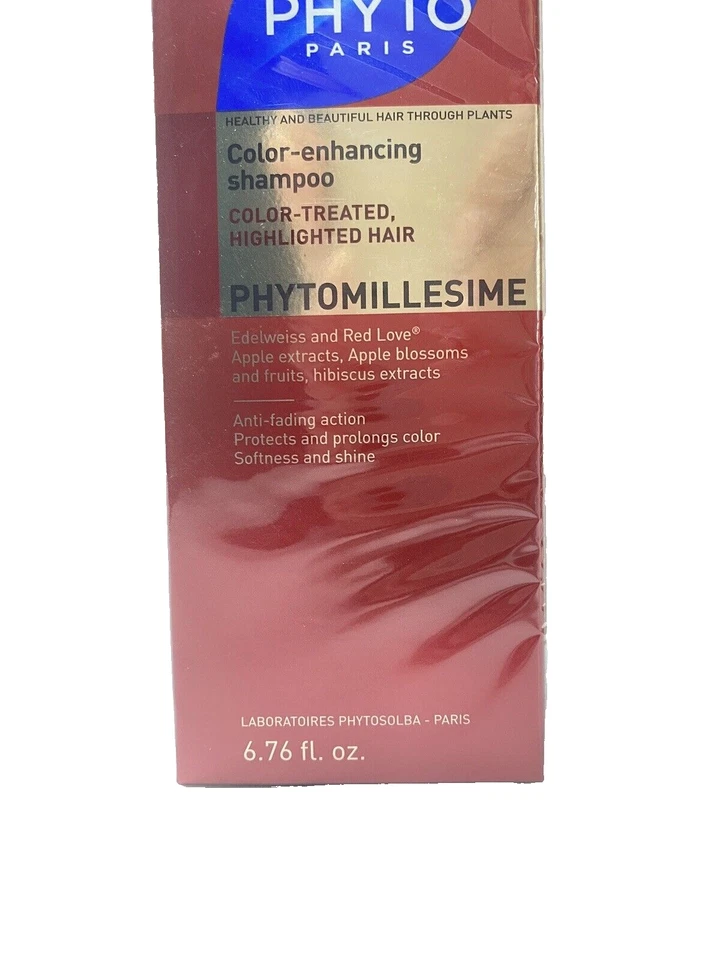 PHYTO
PARIS
HEALTHY AND BEAUTIFUL HAIR THROUGH PLANTS
Color-enhancing
shampoo
COLOR-TREATED,
HIGHLIGHTED HAIR
PHYTOMILLESIME
Edelweiss and Red Love®
Apple extracts, Apple blossoms
and fruits, hibiscus extracts
Anti-fading action
Protects and prolongs color
Softness and shine
LABORATOIRES PHYTOSOLBA - PARIS
6.76 fl. oz.